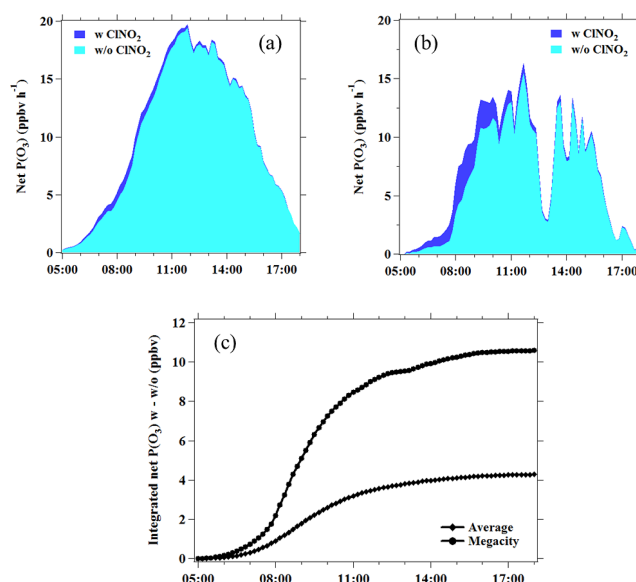 20
15
10
5
0
Net P(O₃) (ppbv h⁻¹)
w ClNO₂
w/o ClNO₂
(a)
05:00 08:00 11:00 14:00 17:00
20
15
10
5
0
Net P(O₃) (ppbv h⁻¹)
(b)
w ClNO₂
w/o ClNO₂
05:00 08:00 11:00 14:00 17:00
12
10
8
6
4
2
0
Integrated net P(O₃) w - w/o (ppbv)
(c)
Average
Megacity
05:00 08:00 11:00 14:00 17:00